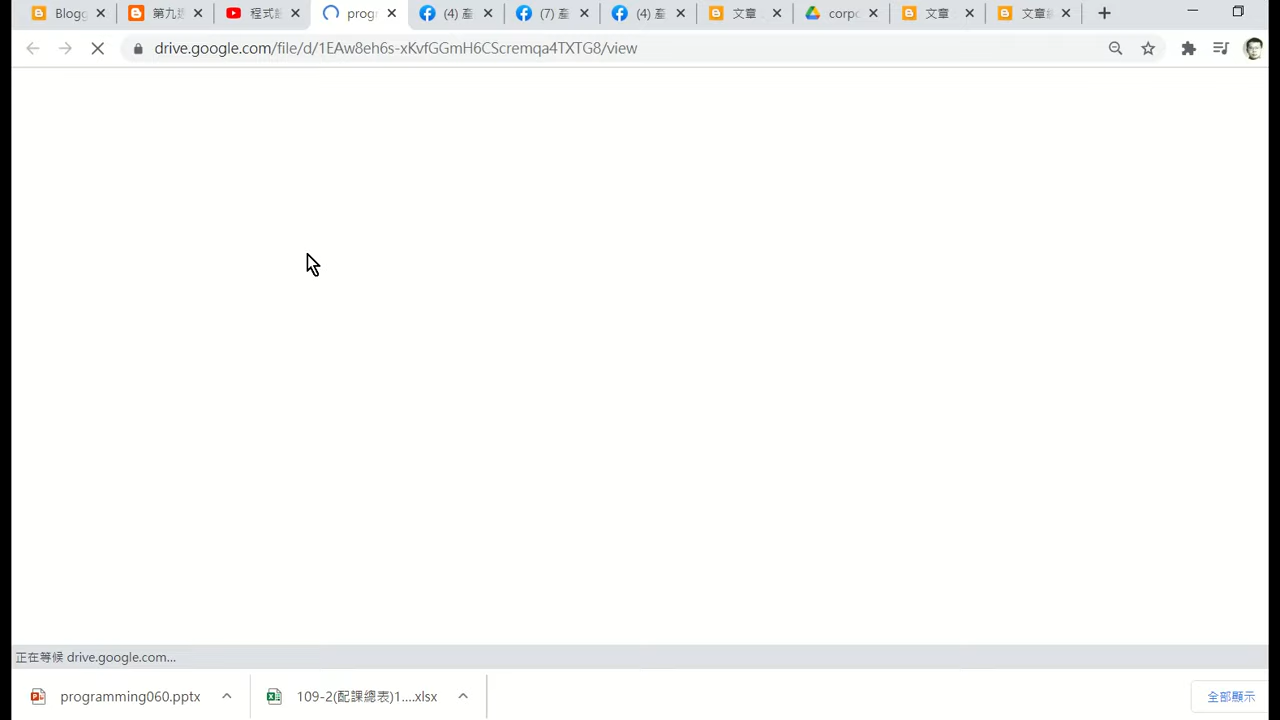 Blogg
第九
程式
prog
(4)
(7)
(4)
文章
corpo
文章
文章
drive.google.com/file/d/1EAw8eh6s-xKvfGGmH6CScremqa4TXTG8/view
正在等候 drive.google.com...
programming060.pptx
109-2(配課總表)1....xlsx
全部顯示